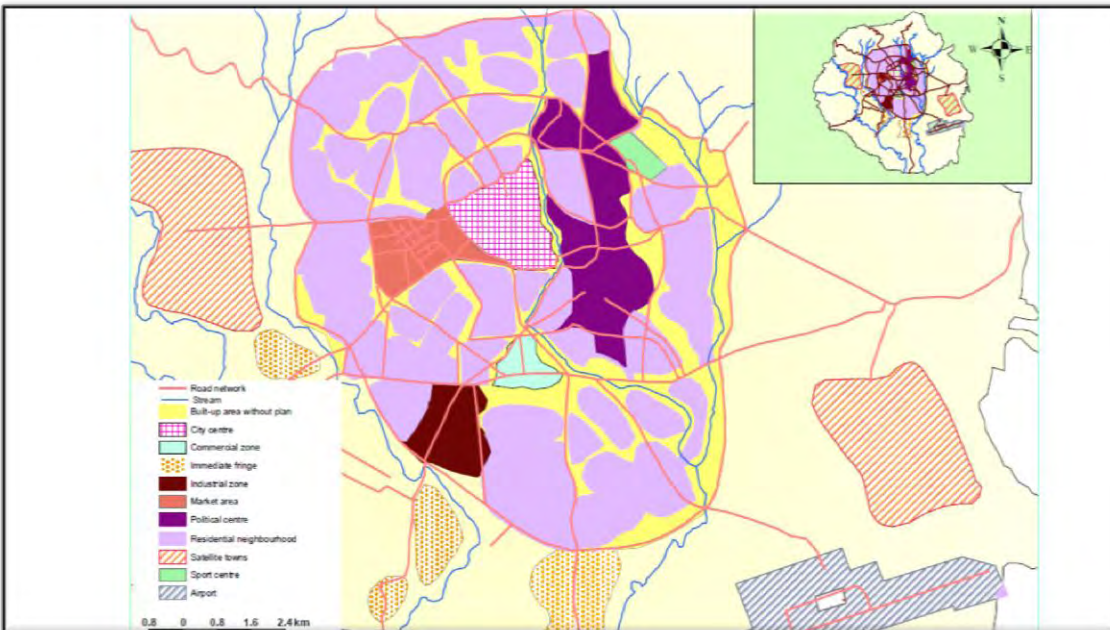 N
W E
S
Road network
Stream
Built-up area without plan
City centre
Commercial zone
Immediate fringe
Industrial zone
Market area
Political centre
Residential neighbourhood
Satellite towns
Sport centre
Airport
0.8 0 0.8 1.6 2.4 km